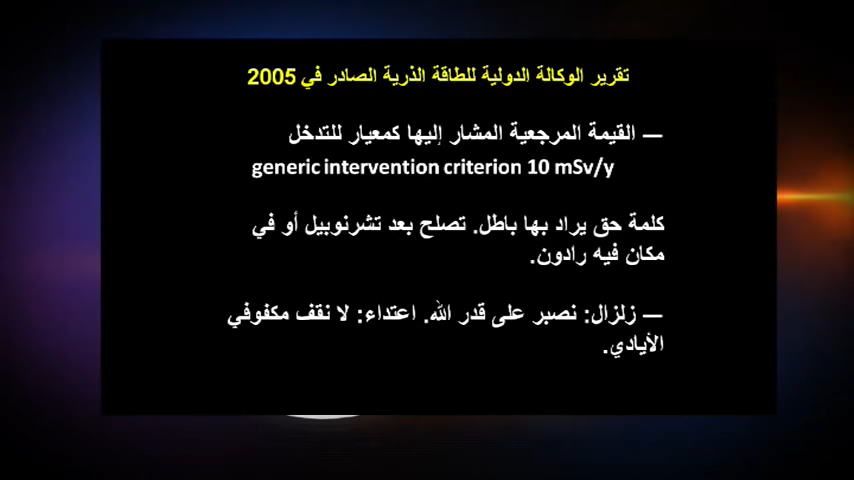 تقرير الوكالة الدولية للطاقة الذرية الصادر في 2005
— القيمة المرجعية المشار إليها كمعيار للتدخل
generic intervention criterion 10 mSv/y
كلمة حق يراد بها باطل. تصلح بعد تشرنوبيل أو في
مكان فيه رادون.
— زلزال: نصبر على قدر الله. اعتداء: لا نقف مكفوفي
الأيادي.